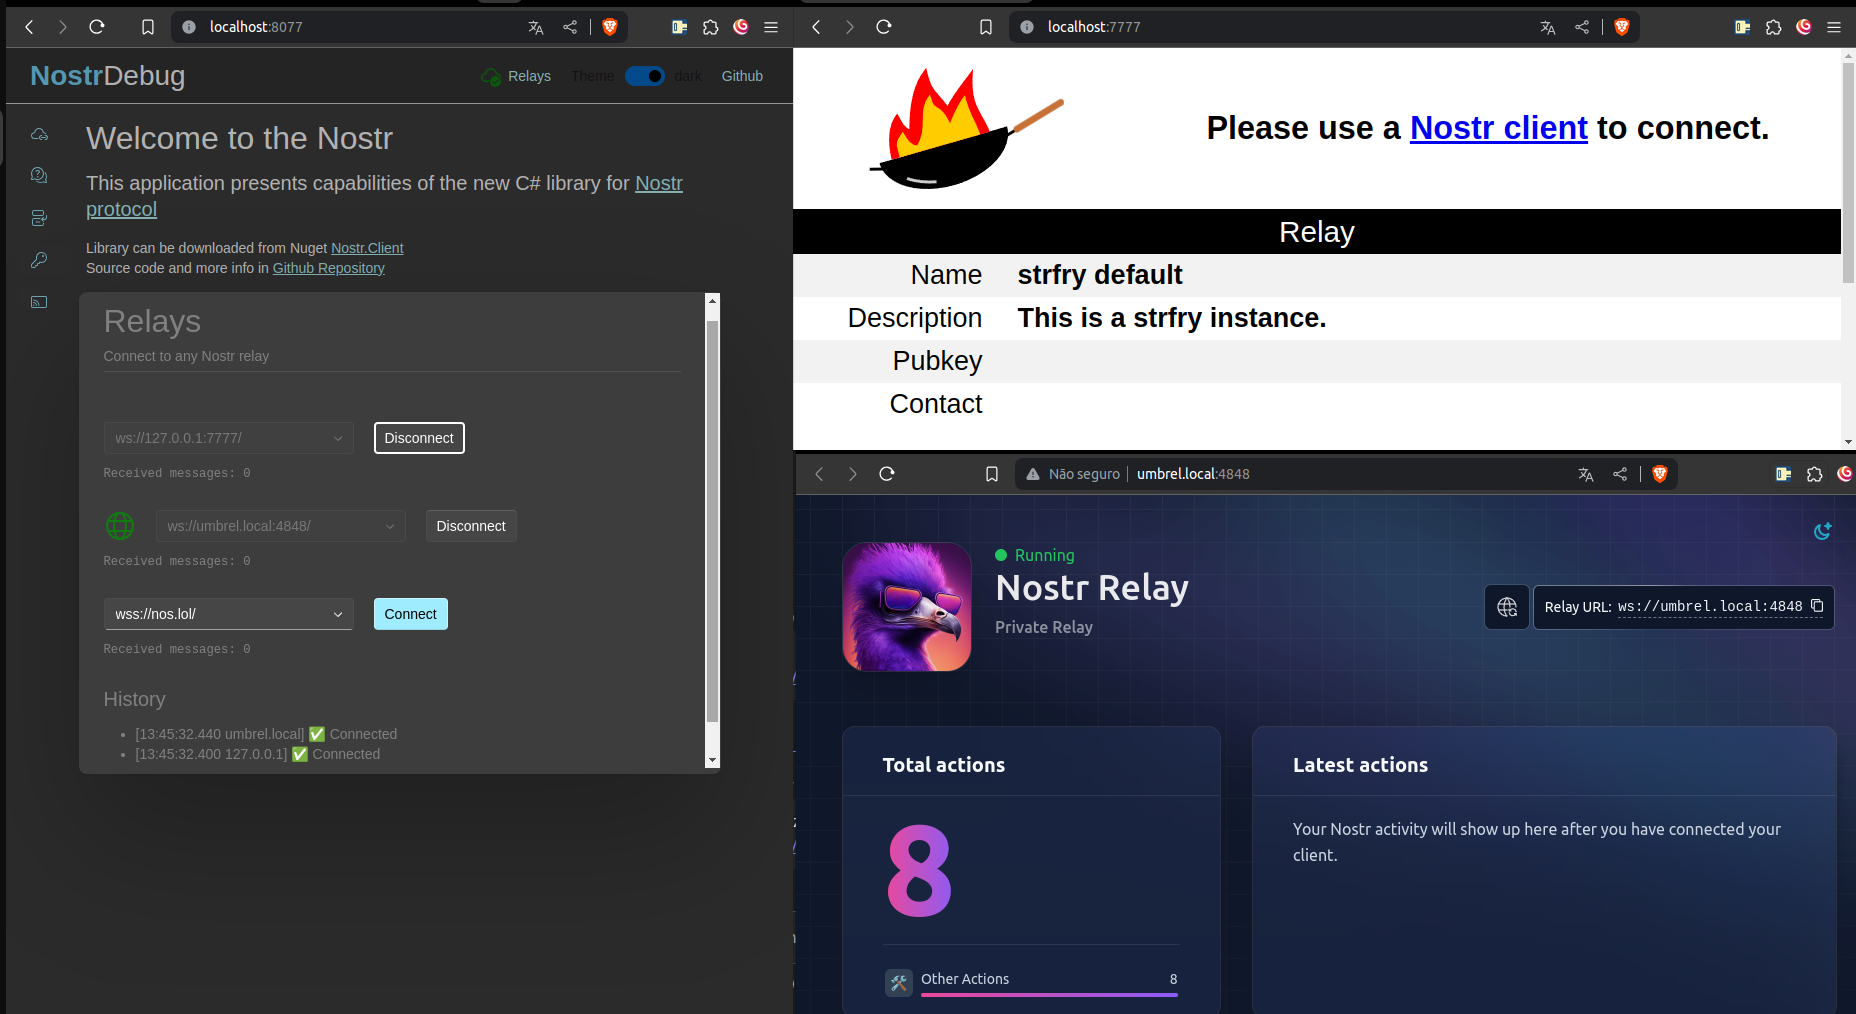 localhost:8077
NostrDebug
Relays
Theme
dark
Github
Welcome to the Nostr
This application presents capabilities of the new C# library for Nostr
protocol
Library can be downloaded from Nuget Nostr.Client
Source code and more info in Github Repository
Relays
Connect to any Nostr relay
ws://127.0.0.1:7777/
Disconnect
Received messages: 0
ws://umbrel.local:4848/
Disconnect
Received messages: 0
wss://nos.lol/
Connect
Received messages: 0
History
[13:45:32.440 umbrel.local] ✅ Connected
[13:45:32.400 127.0.0.1] ✅ Connected
localhost:7777
Please use a Nostr client to connect.
Relay
Name strfry default
Description This is a strfry instance.
Pubkey
Contact
Não seguro
umbrel.local:4848
Running
Nostr Relay
Private Relay
Relay URL: ws://umbrel.local:4848
Total actions
8
Other Actions 8
Latest actions
Your Nostr activity will show up here after you have connected your
client.